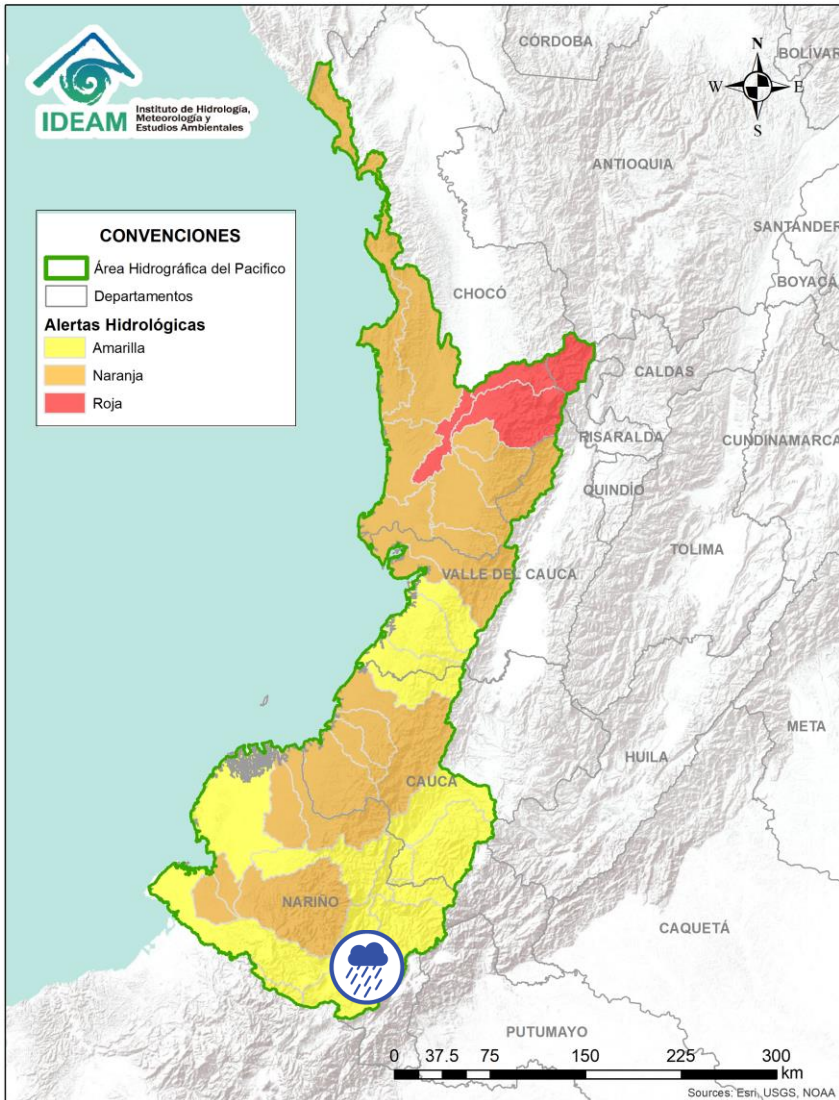 IDEAM
Instituto de Hidrología,
Meteorología y
Estudios Ambientales
N
W
E
S
CÓRDOBA
BOLÍVAR
ANTIOQUIA
SANTANDER
BOYACÁ
CHOCÓ
CALDAS
RISARALDA
CUNDINAMARCA
QUINDÍO
TOLIMA
VALLE DEL CAUCA
META
HUILA
CAUCA
NARIÑO
CAQUETÁ
PUTUMAYO
CONVENCIONES
Área Hidrográfica del Pacifico
Departamentos
Alertas Hidrológicas
Amarilla
Naranja
Roja
0 37.5 75 150 225 300
km
Sources: Esri, USGS, NOAA